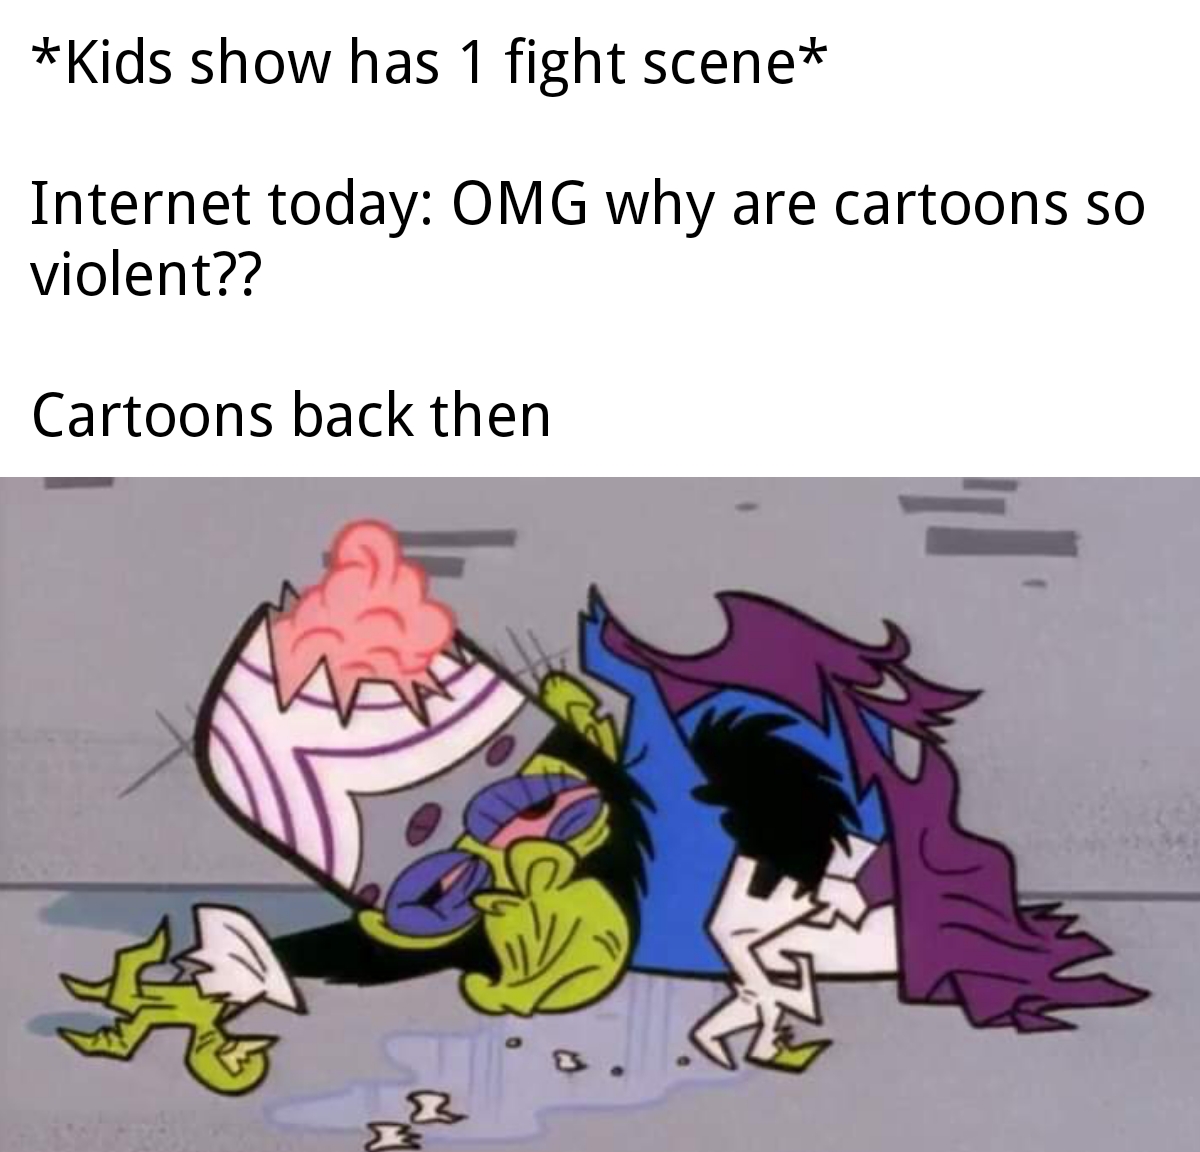 *Kids show has 1 fight scene*
Internet today: OMG why are cartoons so
violent??
Cartoons back then